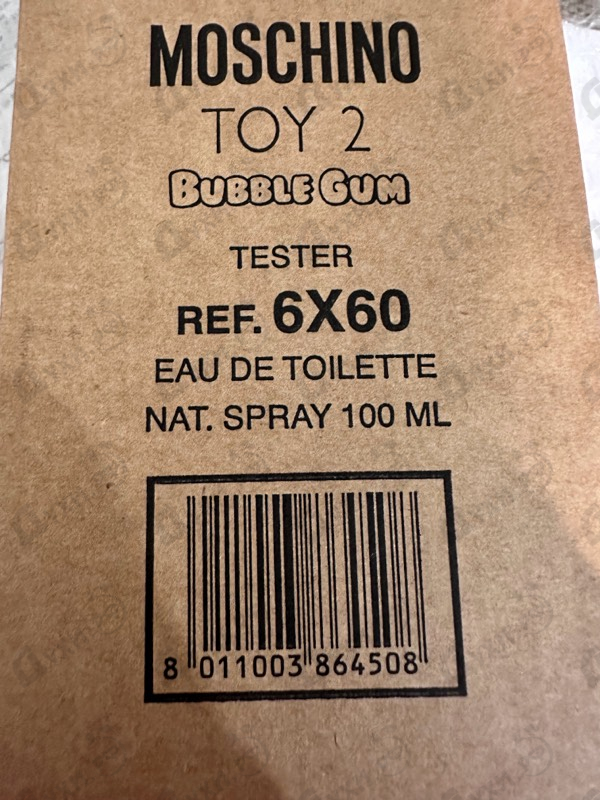 MOSCHINO
TOY 2
BUBBLE GUM
TESTER
REF. 6X60
EAU DE TOILETTE
NAT. SPRAY 100 ML
8 011003 864508